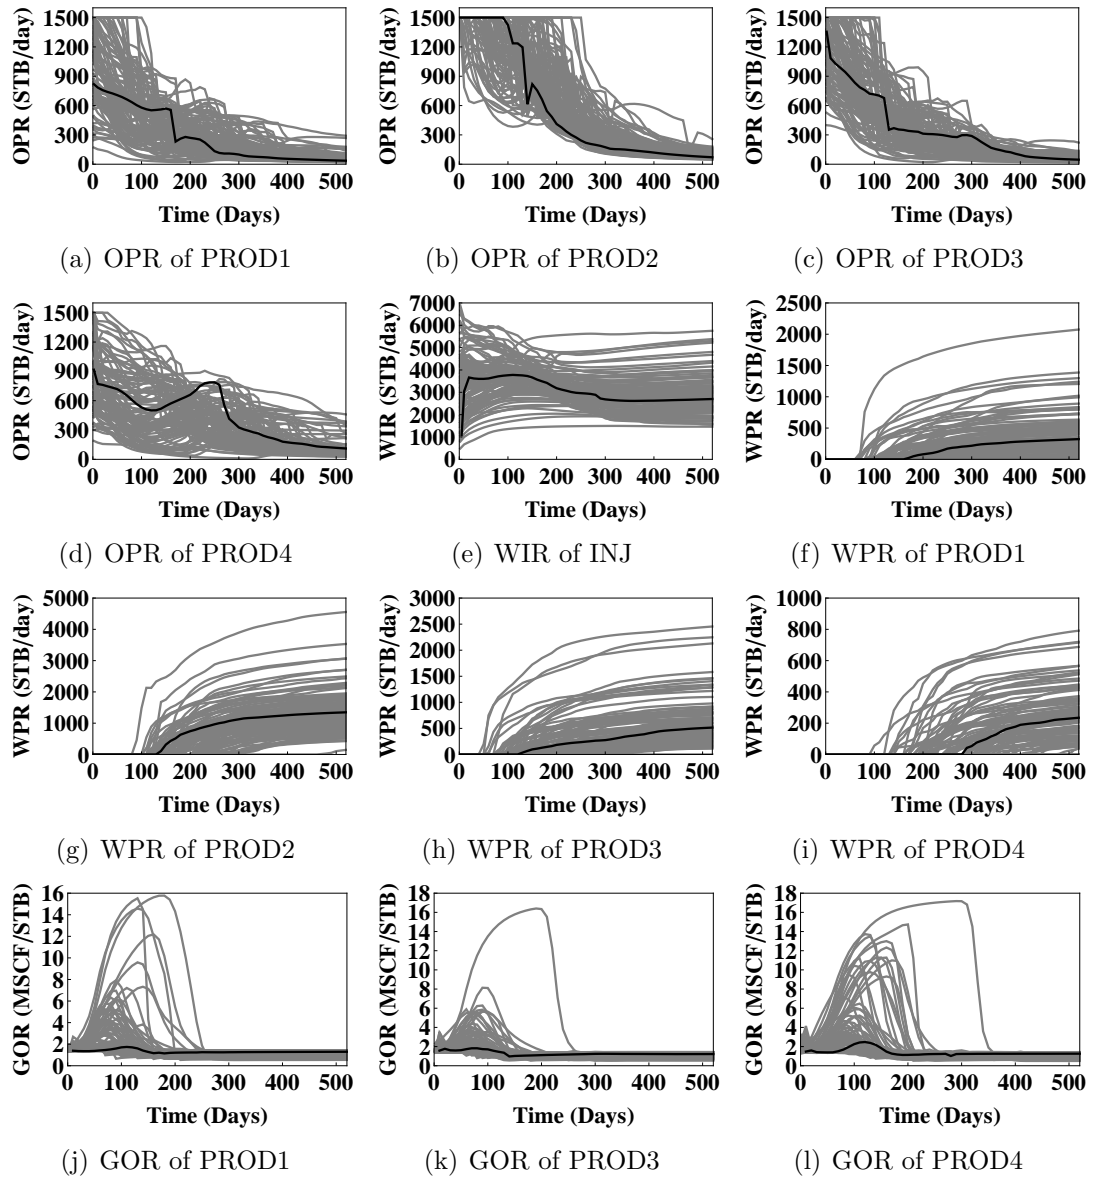 OPR (STB/day)
1500
1200
900
600
300
0
0 100 200 300 400 500
Time (Days)
(a) OPR of PROD1
OPR (STB/day)
1500
1200
900
600
300
0
0 100 200 300 400 500
Time (Days)
(b) OPR of PROD2
OPR (STB/day)
1500
1200
900
600
300
0
0 100 200 300 400 500
Time (Days)
(c) OPR of PROD3
OPR (STB/day)
1500
1200
900
600
300
0
0 100 200 300 400 500
Time (Days)
(d) OPR of PROD4
WIR (STB/day)
7000
6000
5000
4000
3000
2000
1000
0
0 100 200 300 400 500
Time (Days)
(e) WIR of INJ
WPR (STB/day)
2500
2000
1500
1000
500
0
0 100 200 300 400 500
Time (Days)
(f) WPR of PROD1
WPR (STB/day)
5000
4000
3000
2000
1000
0
0 100 200 300 400 500
Time (Days)
(g) WPR of PROD2
WPR (STB/day)
3000
2500
2000
1500
1000
500
0
0 100 200 300 400 500
Time (Days)
(h) WPR of PROD3
WPR (STB/day)
1000
800
600
400
200
0
0 100 200 300 400 500
Time (Days)
(i) WPR of PROD4
GOR (MSCF/STB)
16
14
12
10
8
6
4
2
0
0 100 200 300 400 500
Time (Days)
(j) GOR of PROD1
GOR (MSCF/STB)
18
16
14
12
10
8
6
4
2
0
0 100 200 300 400 500
Time (Days)
(k) GOR of PROD3
GOR (MSCF/STB)
18
16
14
12
10
8
6
4
2
0
0 100 200 300 400 500
Time (Days)
(l) GOR of PROD4